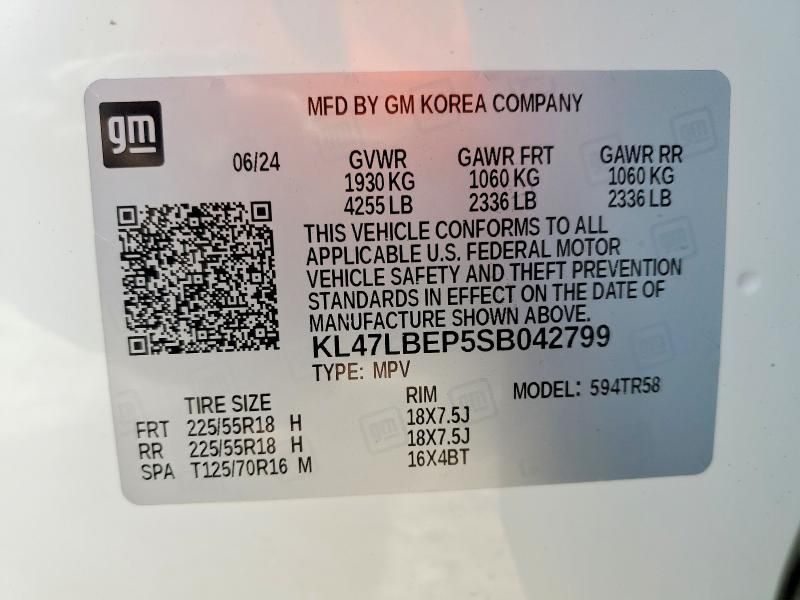 gm
MFD BY GM KOREA COMPANY
06/24 GVWR GAWR FRT GAWR RR
1930 KG 1060 KG 1060 KG
4255 LB 2336 LB 2336 LB
THIS VEHICLE CONFORMS TO ALL
APPLICABLE U.S. FEDERAL MOTOR
VEHICLE SAFETY AND THEFT PREVENTION
STANDARDS IN EFFECT ON THE DATE OF
MANUFACTURE SHOWN ABOVE.
KL47LBEP5SB042799
TYPE: MPV
TIRE SIZE RIM MODEL: 594TR58
FRT 225/55R18 H 18X7.5J
RR 225/55R18 H 18X7.5J
SPA T125/70R16 M 16X4BT